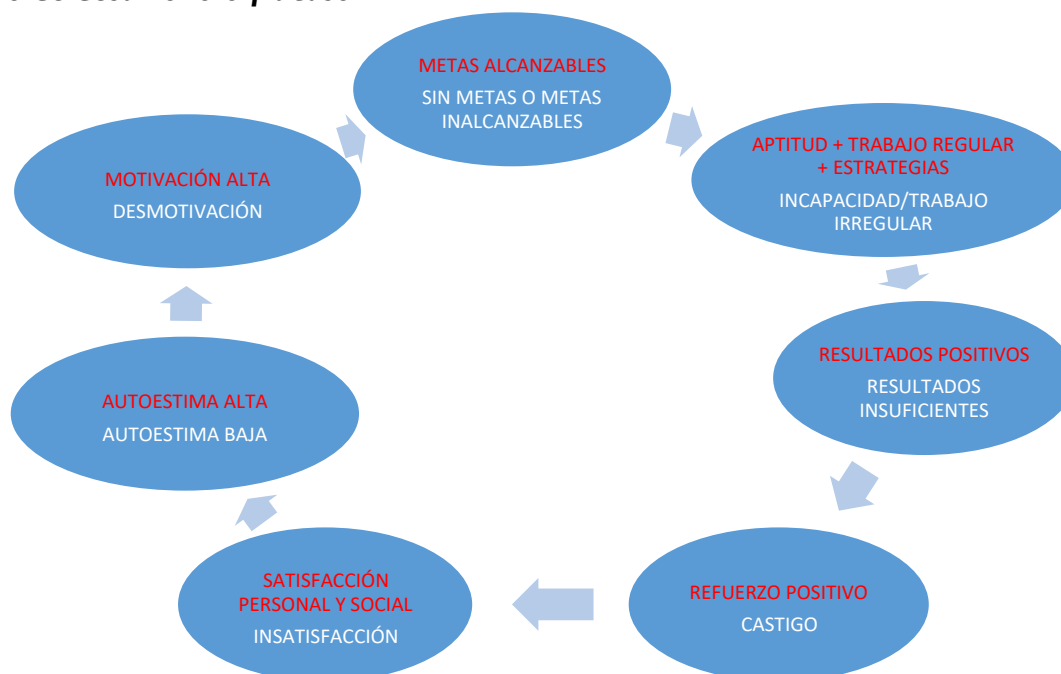 METAS ALCANZABLES
SIN METAS O METAS
INALCANZABLES
APTITUD + TRABAJO REGULAR
+ ESTRATEGIAS
INCAPACIDAD/TRABAJO
IRREGULAR
RESULTADOS POSITIVOS
RESULTADOS
INSUFICIENTES
REFUERZO POSITIVO
CASTIGO
SATISFACCIÓN
PERSONAL Y SOCIAL
INSATISFACCIÓN
AUTOESTIMA ALTA
AUTOESTIMA BAJA
MOTIVACIÓN ALTA
DESMOTIVACIÓN